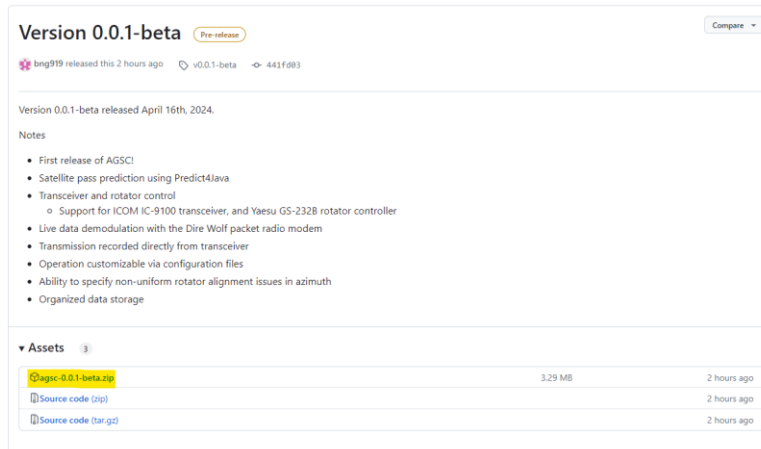 Version 0.0.1-beta Pre-release
Compare
bng919 released this 2 hours ago v0.0.1-beta 441fd03
Version 0.0.1-beta released April 16th, 2024.
Notes
First release of AGSC!
Satellite pass prediction using Predict4Java
Transceiver and rotator control
Support for ICOM IC-9100 transceiver, and Yaesu GS-232B rotator controller
Live data demodulation with the Dire Wolf packet radio modem
Transmission recorded directly from transceiver
Operation customizable via configuration files
Ability to specify non-uniform rotator alignment issues in azimuth
Organized data storage
Assets 3
agsc-0.0.1-beta.zip 3.29 MB 2 hours ago
Source code (zip) 2 hours ago
Source code (tar.gz) 2 hours ago